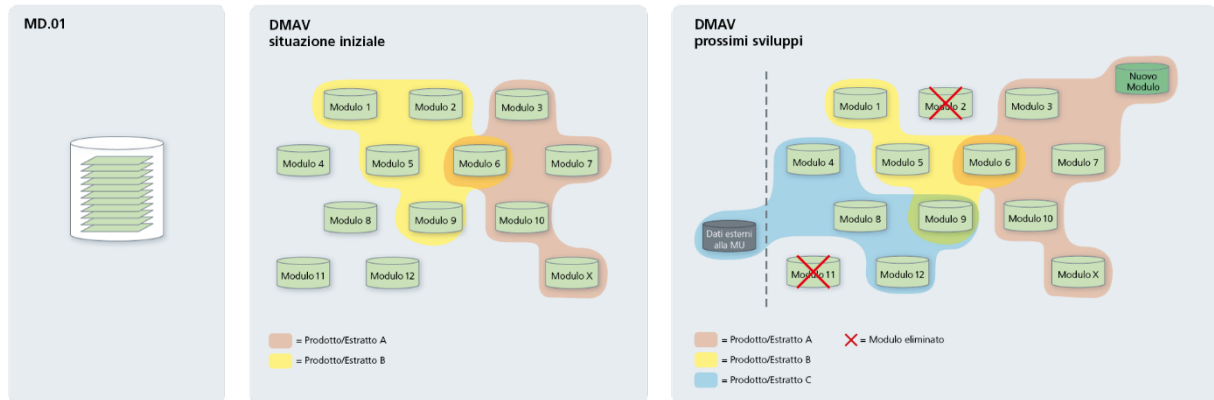 MD.01
DMAV
situazione iniziale
Modulo 1
Modulo 2
Modulo 3
Modulo 4
Modulo 5
Modulo 6
Modulo 7
Modulo 8
Modulo 9
Modulo 10
Modulo 11
Modulo 12
Modulo X
= Prodotto/Estratto A
= Prodotto/Estratto B
DMAV
prossimi sviluppi
Nuovo
Modulo
Modulo 1
Modulo 2
Modulo 3
Modulo 4
Modulo 5
Modulo 6
Modulo 7
Dati esterni
alla MU
Modulo 8
Modulo 9
Modulo 10
Modulo 11
Modulo 12
Modulo X
= Prodotto/Estratto A
= Modulo eliminato
= Prodotto/Estratto B
= Prodotto/Estratto C